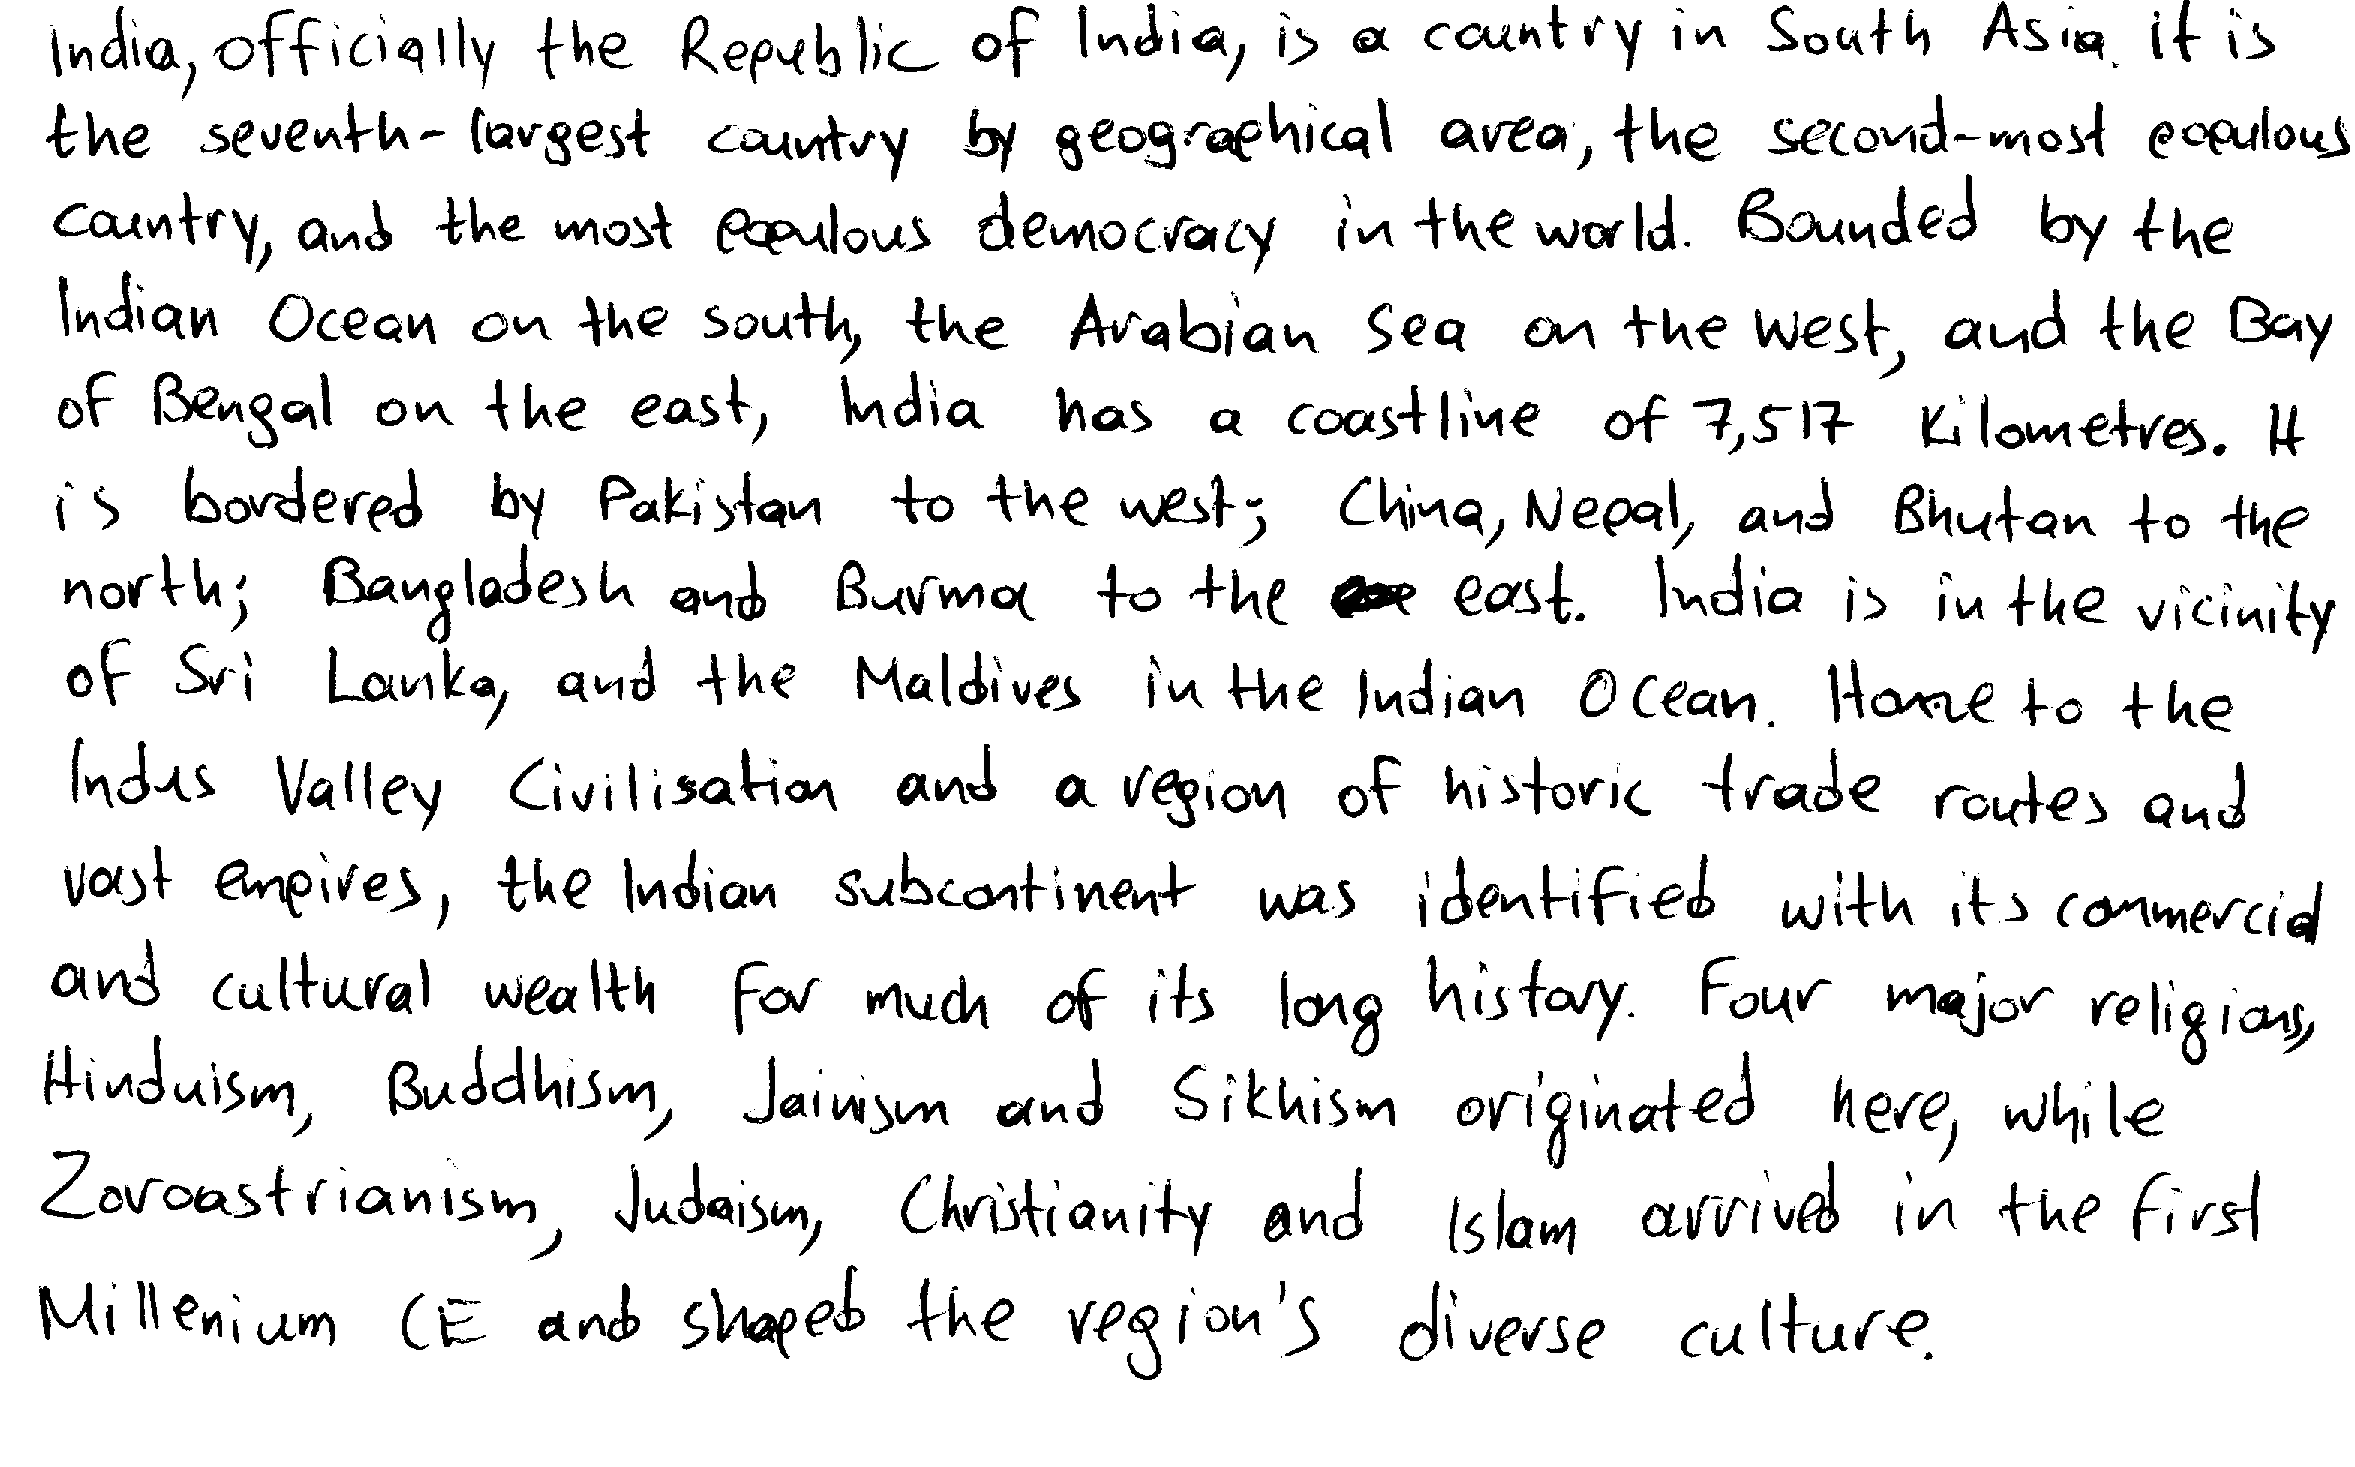 India, officially the Republic of India, is a country in South Asia. it is
the seventh-largest country by geographical area, the second-most populous
country, and the most populous democracy in the world. Bounded by the
Indian Ocean on the south, the Arabian Sea on the west, and the Bay
of Bengal on the east, India has a coastline of 7,517 kilometres. It
is bordered by Pakistan to the west; China, Nepal, and Bhutan to the
north; Bangladesh and Burma to the east. India is in the vicinity
of Sri Lanka, and the Maldives in the Indian Ocean. Home to the
Indus Valley Civilisation and a region of historic trade routes and
vast empires, the Indian subcontinent was identified with its commercial
and cultural wealth for much of its long history. Four major religions,
Hinduism, Buddhism, Jainism and Sikhism originated here, while
Zoroastrianism, Judaism, Christianity and Islam arrived in the first
Millenium CE and shaped the region's diverse culture.